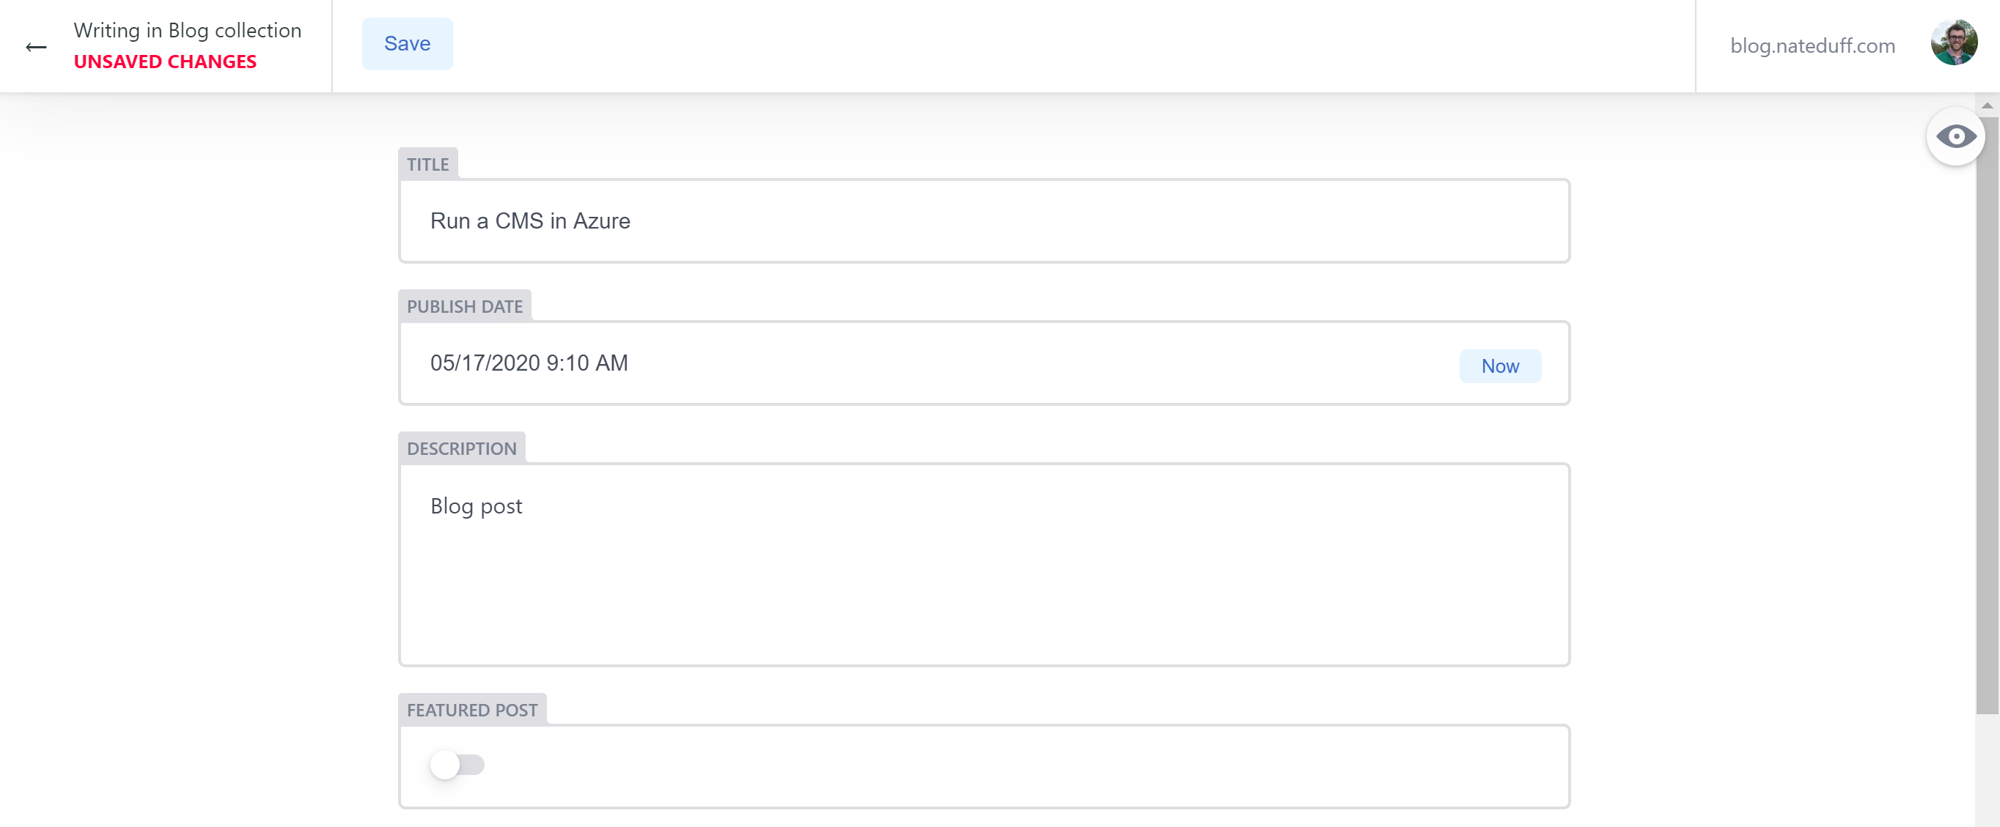 Writing in Blog collection
UNSAVED CHANGES
Save
blog.nateduff.com
TITLE
Run a CMS in Azure
PUBLISH DATE
05/17/2020 9:10 AM
Now
DESCRIPTION
Blog post
FEATURED POST